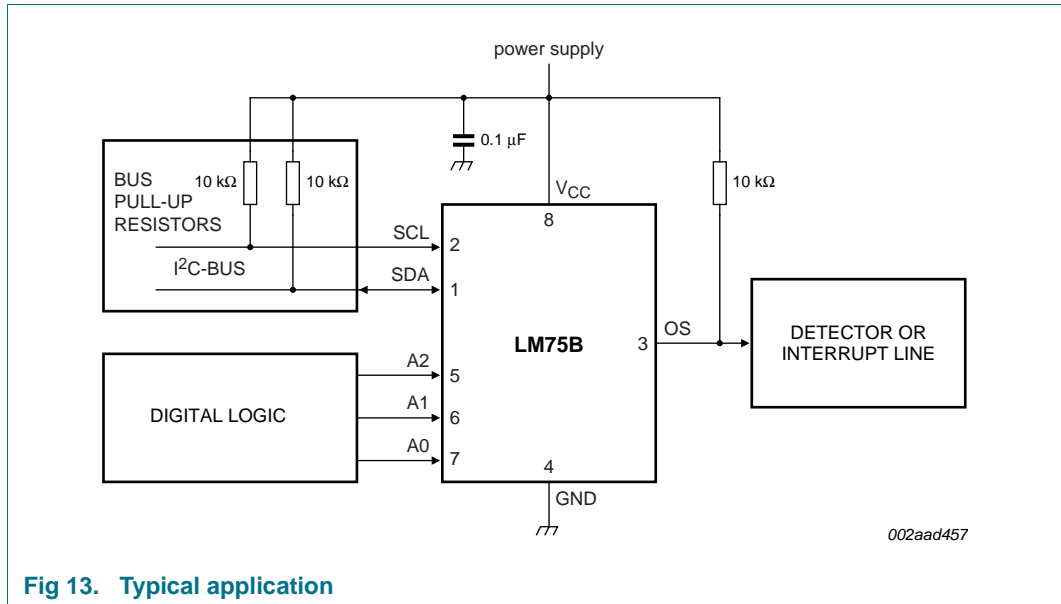 power supply
0.1 μF
BUS
PULL-UP
RESISTORS
10 kΩ
10 kΩ
10 kΩ
VCC
8
SCL
2
I2C-BUS
SDA
1
LM75B
3
OS
DETECTOR OR
INTERRUPT LINE
DIGITAL LOGIC
A2
5
A1
6
A0
7
4
GND
002aad457
Fig 13. Typical application